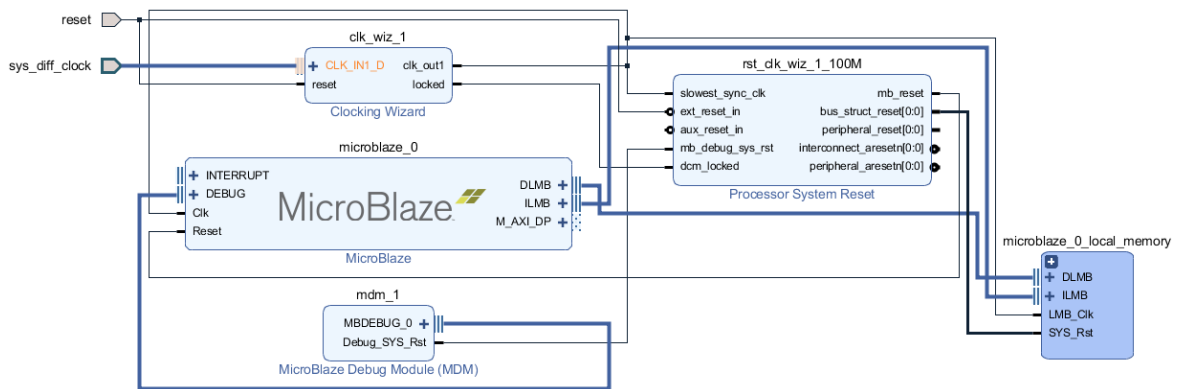 reset
sys_diff_clock
clk_wiz_1
CLK_IN1_D
clk_out1
reset
locked
Clocking Wizard
rst_clk_wiz_1_100M
slowest_sync_clk
mb_reset
ext_reset_in
bus_struct_reset[0:0]
aux_reset_in
peripheral_reset[0:0]
mb_debug_sys_rst
interconnect_aresetn[0:0]
dcm_locked
peripheral_aresetn[0:0]
Processor System Reset
microblaze_0
INTERRUPT
DEBUG
Clk
Reset
MicroBlaze
DLMB
ILMB
M_AXI_DP
MicroBlaze
microblaze_0_local_memory
DLMB
ILMB
LMB_Clk
SYS_Rst
mdm_1
MBDEBUG_0
Debug_SYS_Rst
MicroBlaze Debug Module (MDM)